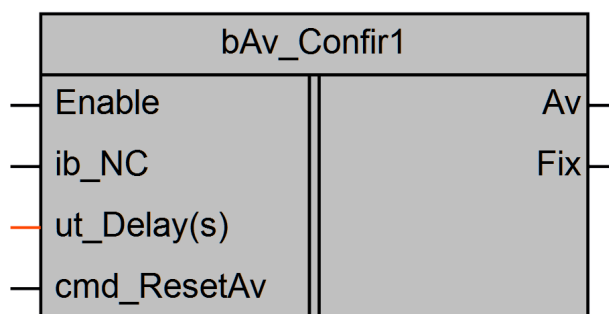 bAv_Confir1
Enable Av
ib_NC Fix
ut_Delay(s)
cmd_ResetAv